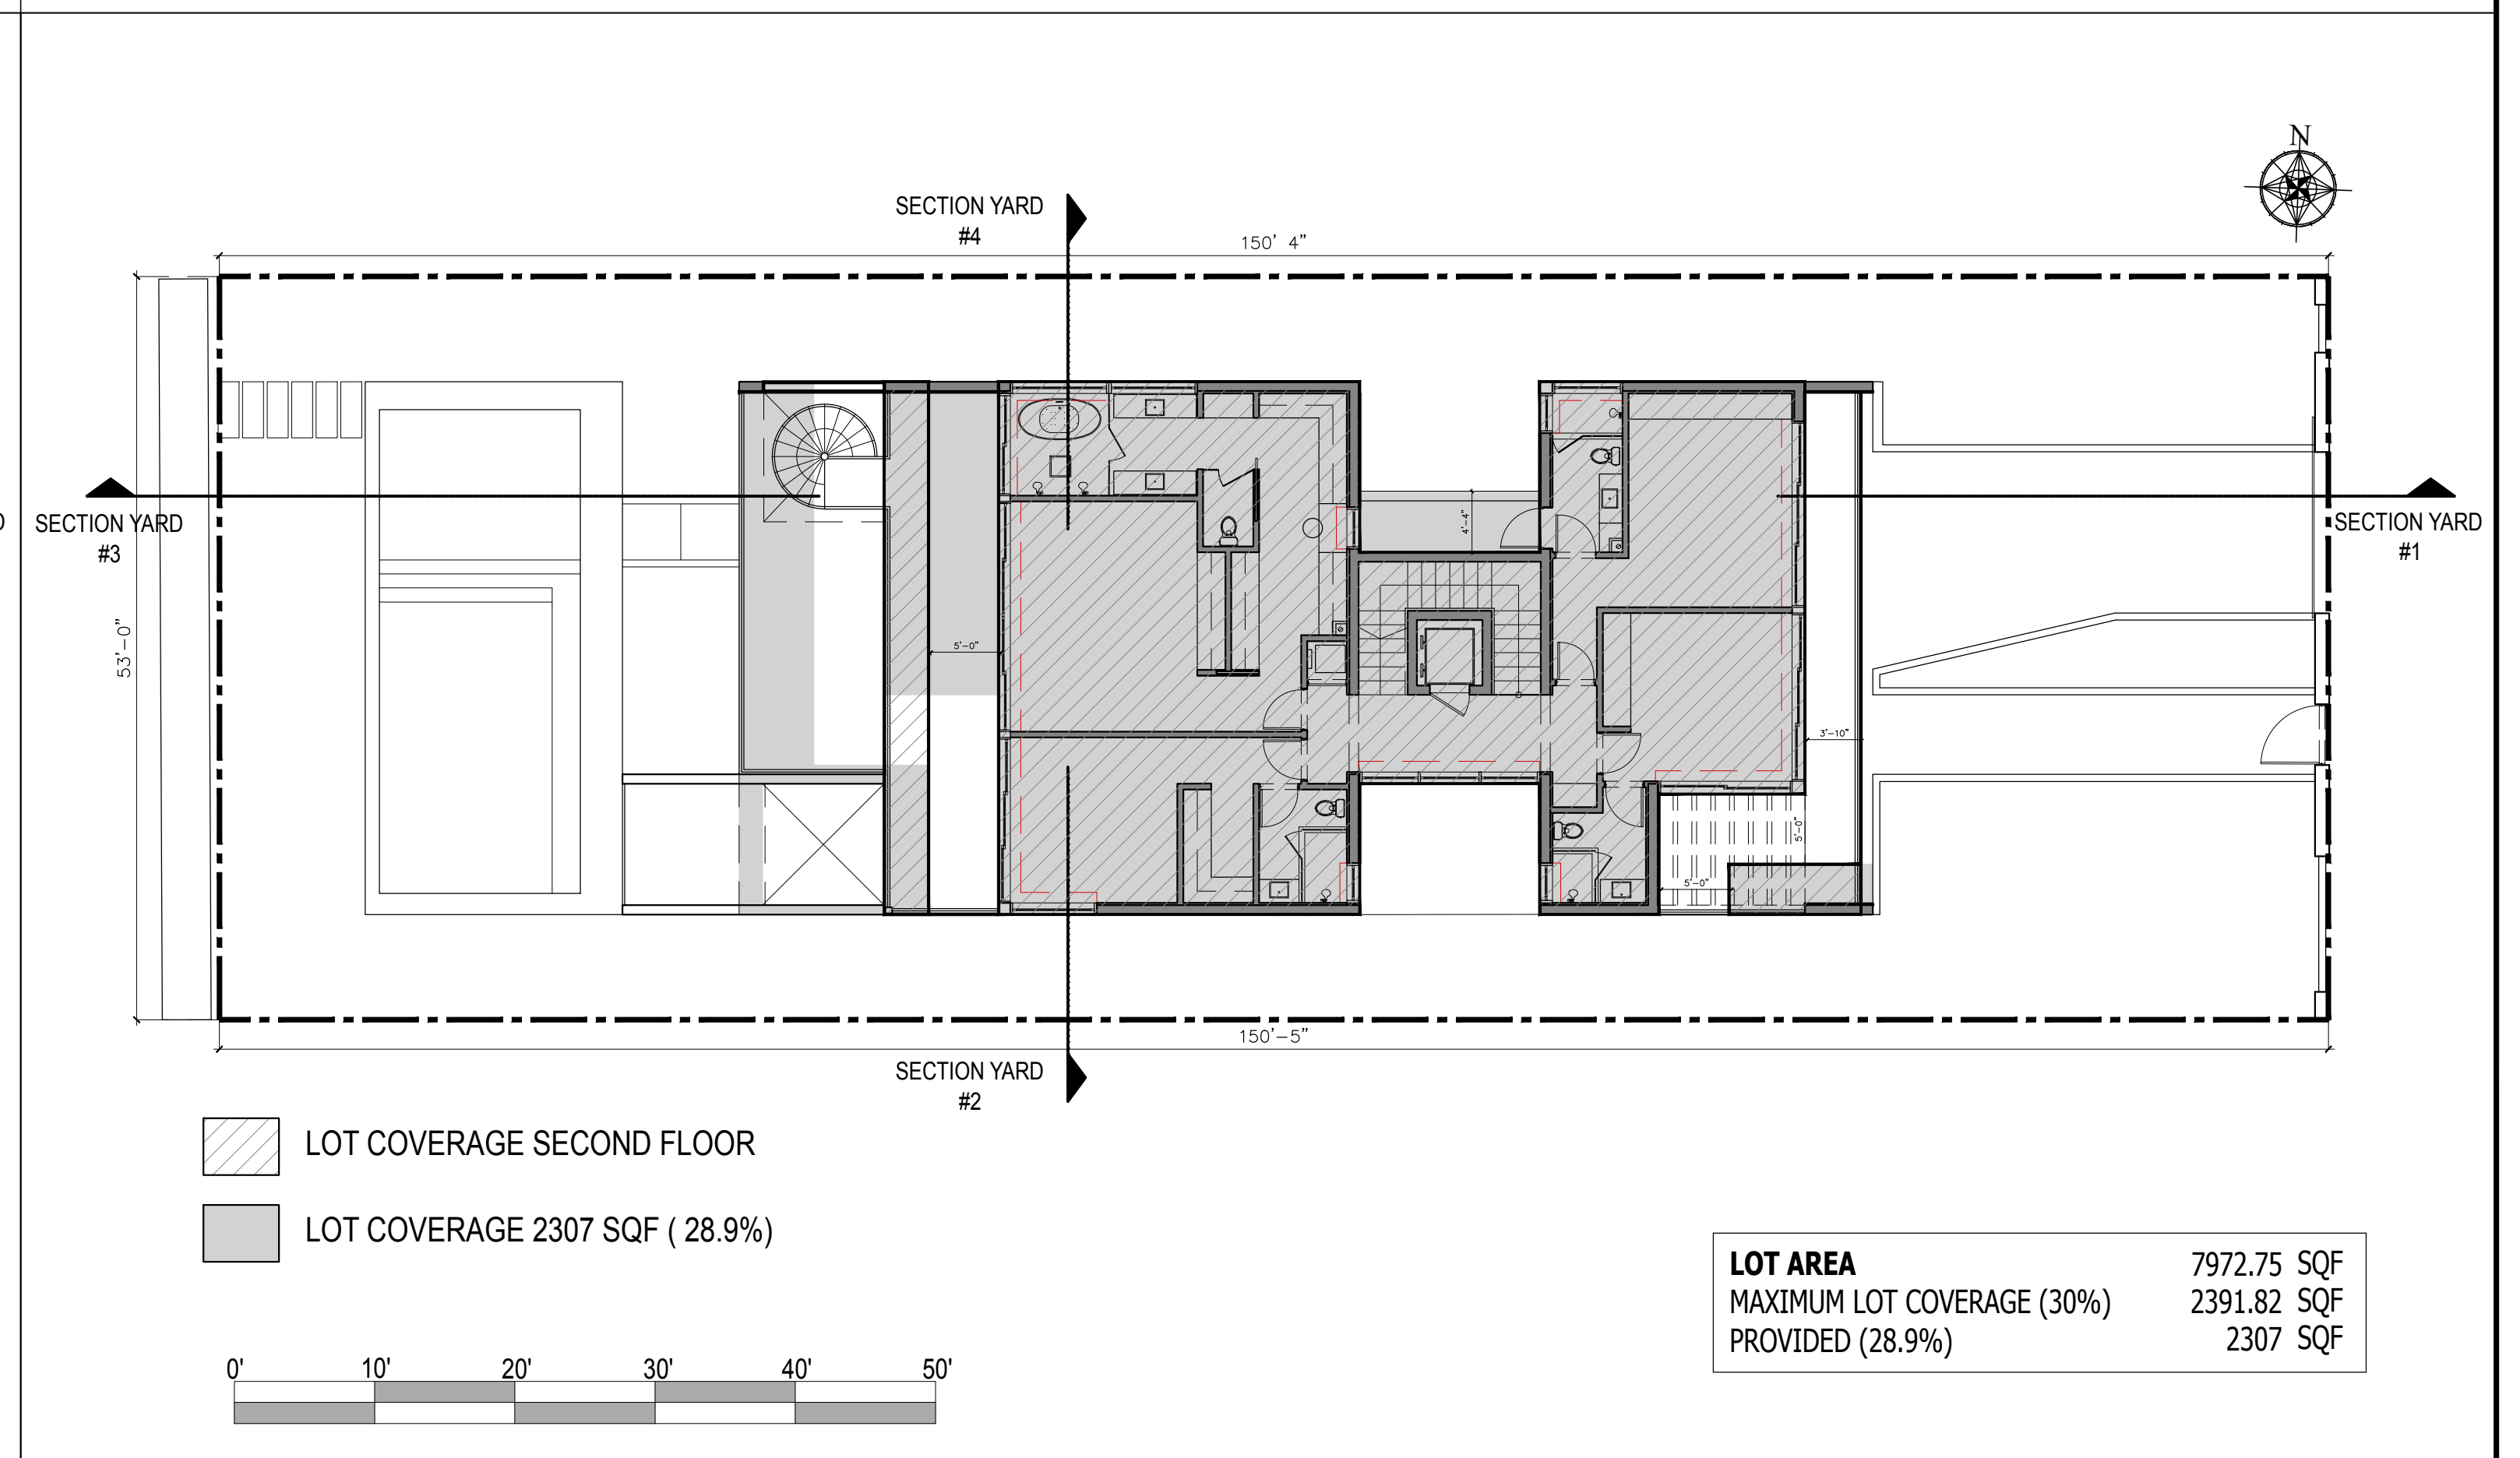 N
SECTION YARD
#4
150' 4"
D
SECTION YARD
#3
SECTION YARD
#1
4'-4"
53'-0"
5'-0"
3'-10"
5'-0"
5'-0"
150'-5"
SECTION YARD
#2
LOT COVERAGE SECOND FLOOR
LOT COVERAGE 2307 SQF ( 28.9%)
LOT AREA 7972.75 SQF
MAXIMUM LOT COVERAGE (30%) 2391.82 SQF
PROVIDED (28.9%) 2307 SQF
0' 10' 20' 30' 40' 50'